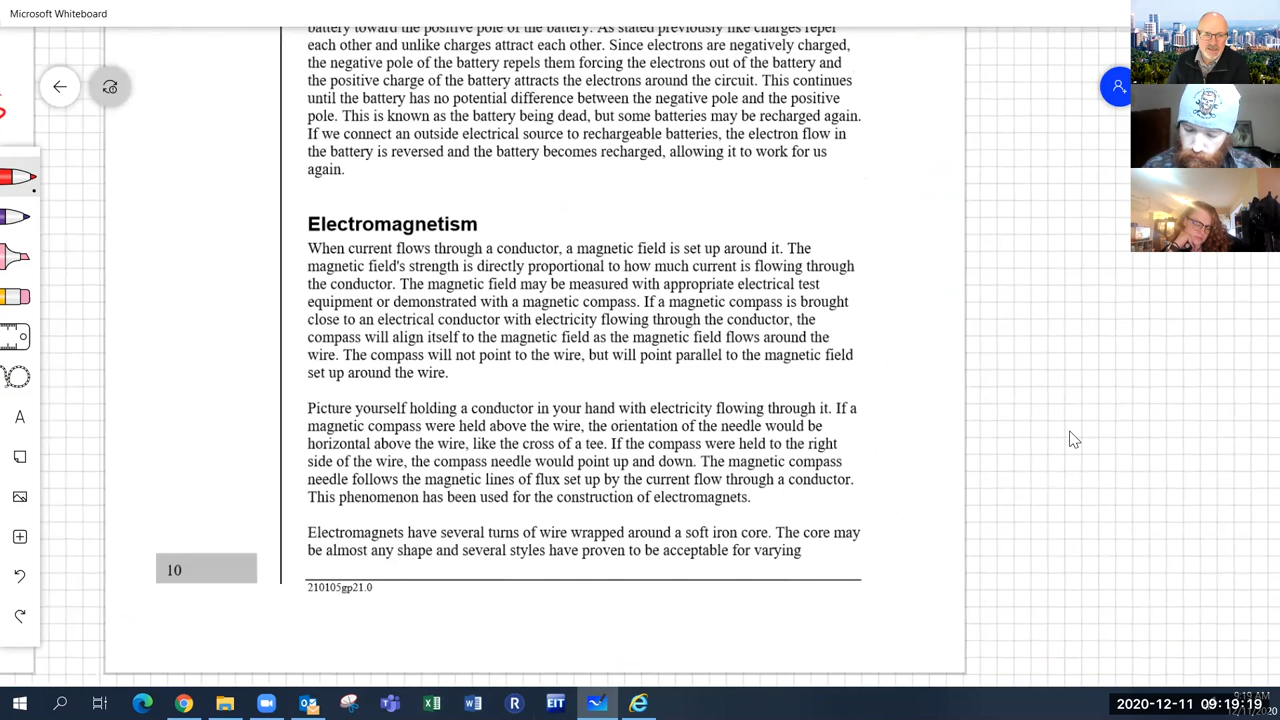 Microsoft Whiteboard
battery toward the positive pole of the battery. As stated previously like charges repel
each other and unlike charges attract each other. Since electrons are negatively charged,
the negative pole of the battery repels them forcing the electrons out of the battery and
the positive charge of the battery attracts the electrons around the circuit. This continues
until the battery has no potential difference between the negative pole and the positive
pole. This is known as the battery being dead, but some batteries may be recharged again.
If we connect an outside electrical source to rechargeable batteries, the electron flow in
the battery is reversed and the battery becomes recharged, allowing it to work for us
again.
Electromagnetism
When current flows through a conductor, a magnetic field is set up around it. The
magnetic field's strength is directly proportional to how much current is flowing through
the conductor. The magnetic field may be measured with appropriate electrical test
equipment or demonstrated with a magnetic compass. If a magnetic compass is brought
close to an electrical conductor with electricity flowing through the conductor, the
compass will align itself to the magnetic field as the magnetic field flows around the
wire. The compass will not point to the wire, but will point parallel to the magnetic field
set up around the wire.
Picture yourself holding a conductor in your hand with electricity flowing through it. If a
magnetic compass were held above the wire, the orientation of the needle would be
horizontal above the wire, like the cross of a tee. If the compass were held to the right
side of the wire, the compass needle would point up and down. The magnetic compass
needle follows the magnetic lines of flux set up by the current flow through a conductor.
This phenomenon has been used for the construction of electromagnets.
Electromagnets have several turns of wire wrapped around a soft iron core. The core may
be almost any shape and several styles have proven to be acceptable for varying
10
210105gp21.0
A
R
EIT
9:19 AM
2020-12-11 09:19:19
12/11/2020